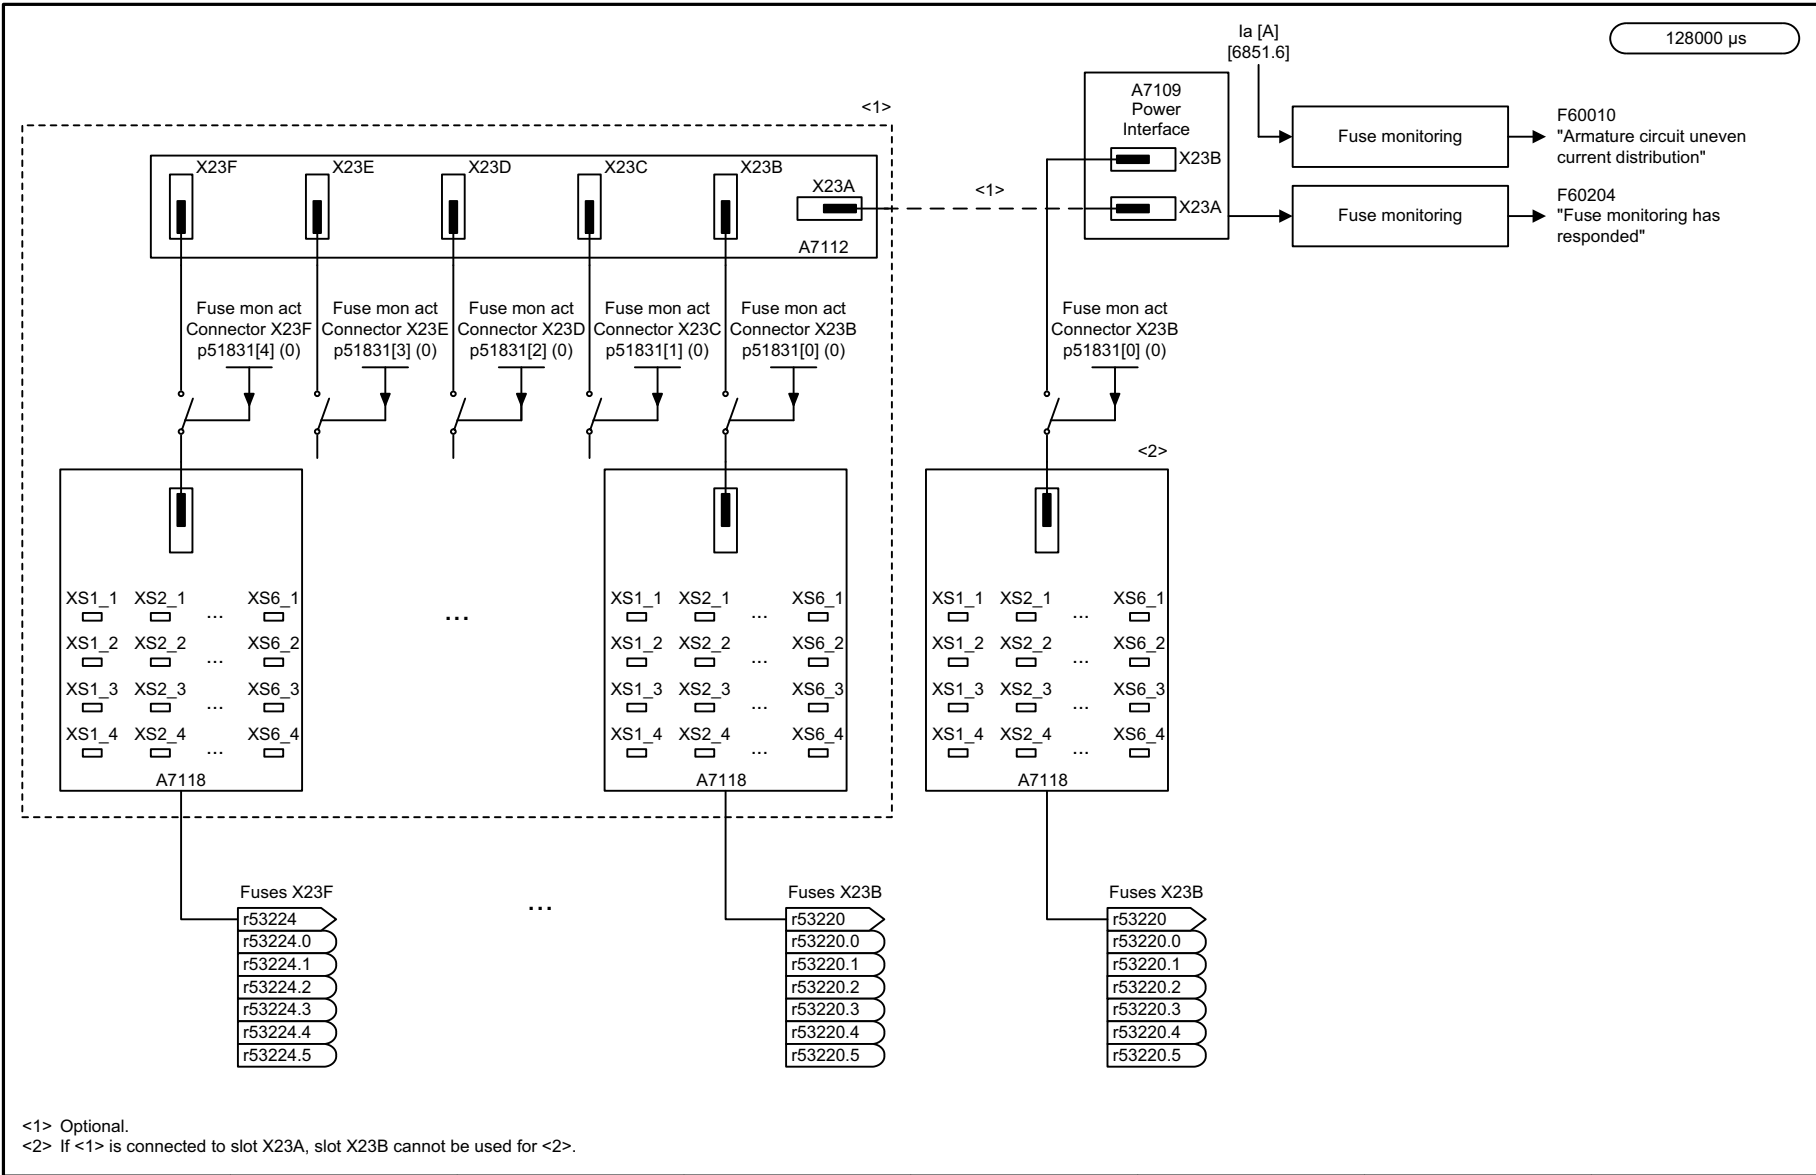 Ia [A]
[6851.6]
128000 µs
<1>
A7109
Power
Interface
X23B
X23A
Fuse monitoring
F60010
"Armature circuit uneven
current distribution"
Fuse monitoring
F60204
"Fuse monitoring has
responded"
X23F
X23E
X23D
X23C
X23B
X23A
A7112
<1>
Fuse mon act
Connector X23F
p51831[4] (0)
Fuse mon act
Connector X23E
p51831[3] (0)
Fuse mon act
Connector X23D
p51831[2] (0)
Fuse mon act
Connector X23C
p51831[1] (0)
Fuse mon act
Connector X23B
p51831[0] (0)
Fuse mon act
Connector X23B
p51831[0] (0)
<2>
XS1_1 XS2_1 ... XS6_1
XS1_2 XS2_2 ... XS6_2
XS1_3 XS2_3 ... XS6_3
XS1_4 XS2_4 ... XS6_4
A7118
...
XS1_1 XS2_1 ... XS6_1
XS1_2 XS2_2 ... XS6_2
XS1_3 XS2_3 ... XS6_3
XS1_4 XS2_4 ... XS6_4
A7118
XS1_1 XS2_1 ... XS6_1
XS1_2 XS2_2 ... XS6_2
XS1_3 XS2_3 ... XS6_3
XS1_4 XS2_4 ... XS6_4
A7118
Fuses X23F
r53224
r53224.0
r53224.1
r53224.2
r53224.3
r53224.4
r53224.5
...
Fuses X23B
r53220
r53220.0
r53220.1
r53220.2
r53220.3
r53220.4
r53220.5
Fuses X23B
r53220
r53220.0
r53220.1
r53220.2
r53220.3
r53220.4
r53220.5
<1> Optional.
<2> If <1> is connected to slot X23A, slot X23B cannot be used for <2>.